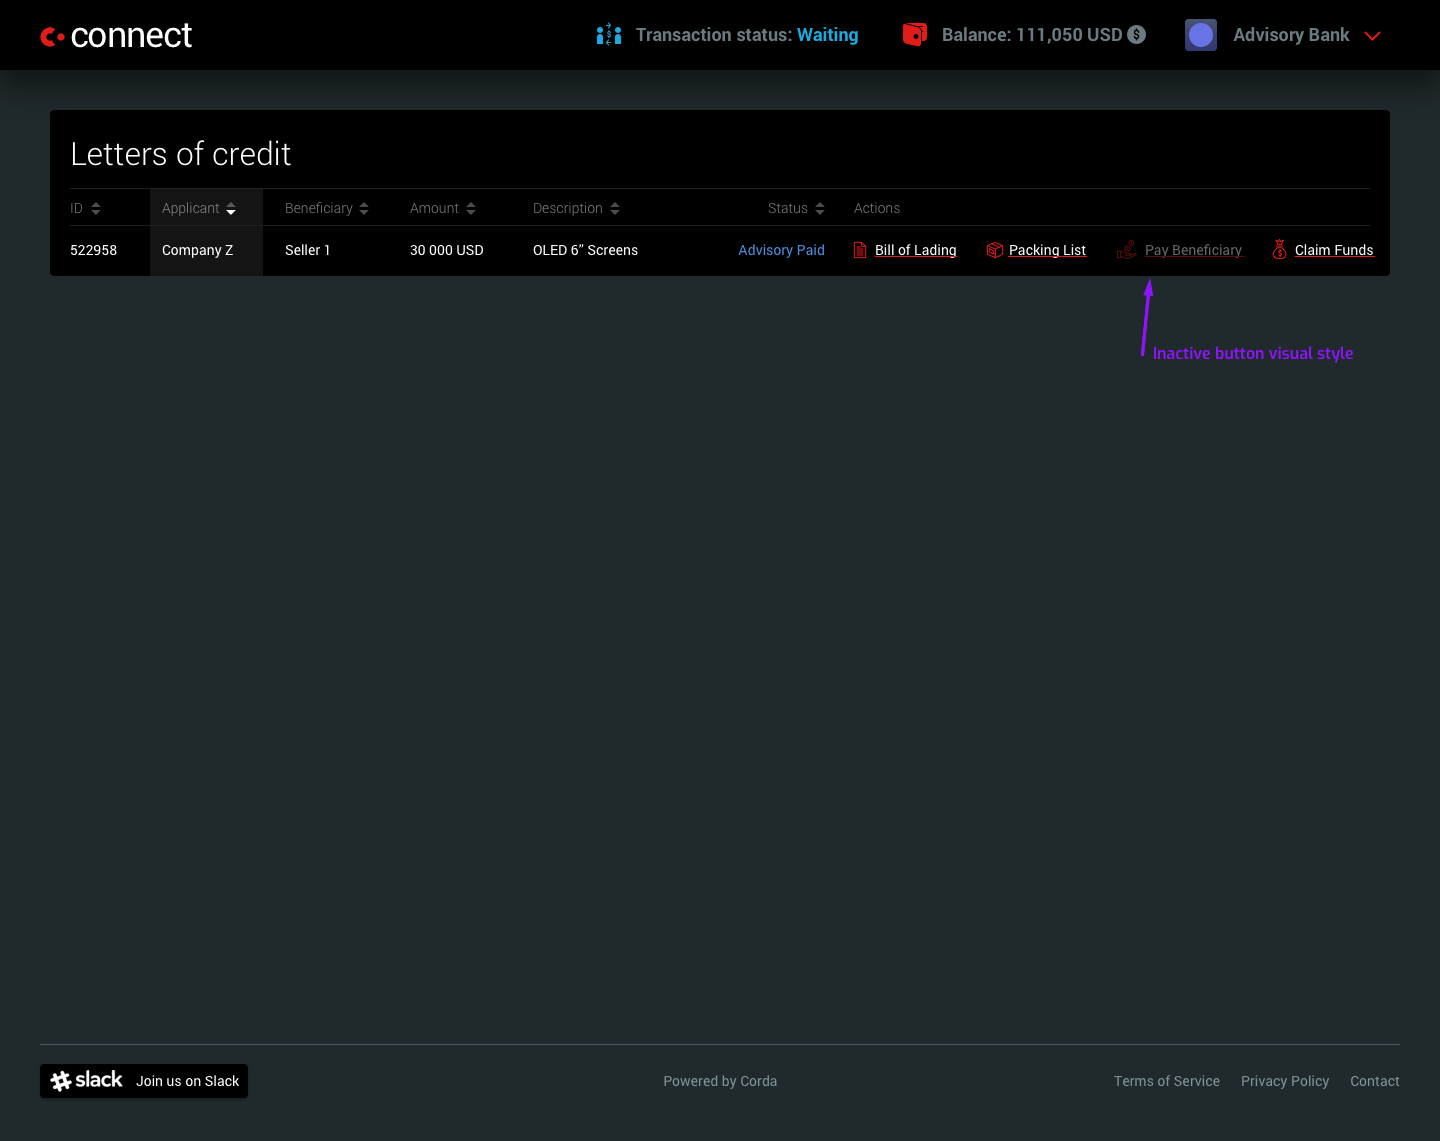 connect
Transaction status: Waiting
Balance: 111,050 USD
Advisory Bank
Letters of credit
ID Applicant Beneficiary Amount Description Status Actions
522958 Company Z Seller 1 30 000 USD OLED 6” Screens Advisory Paid Bill of Lading Packing List Pay Beneficiary Claim Funds
Inactive button visual style
slack Join us on Slack
Powered by Corda
Terms of Service Privacy Policy Contact